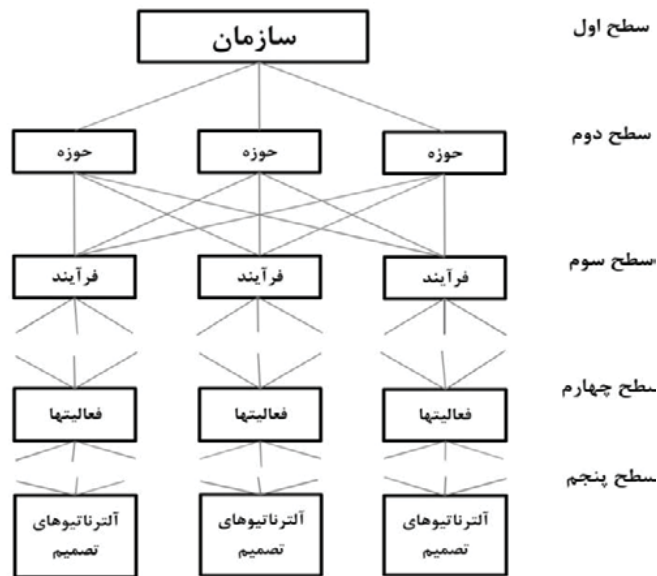 سازمان
سطح اول
حوزه
حوزه
حوزه
سطح دوم
فرآیند
فرآیند
فرآیند
سطح سوم
فعالیتها
فعالیتها
فعالیتها
سطح چهارم
سطح پنجم
آلترناتیوهای
تصمیم
آلترناتیوهای
تصمیم
آلترناتیوهای
تصمیم